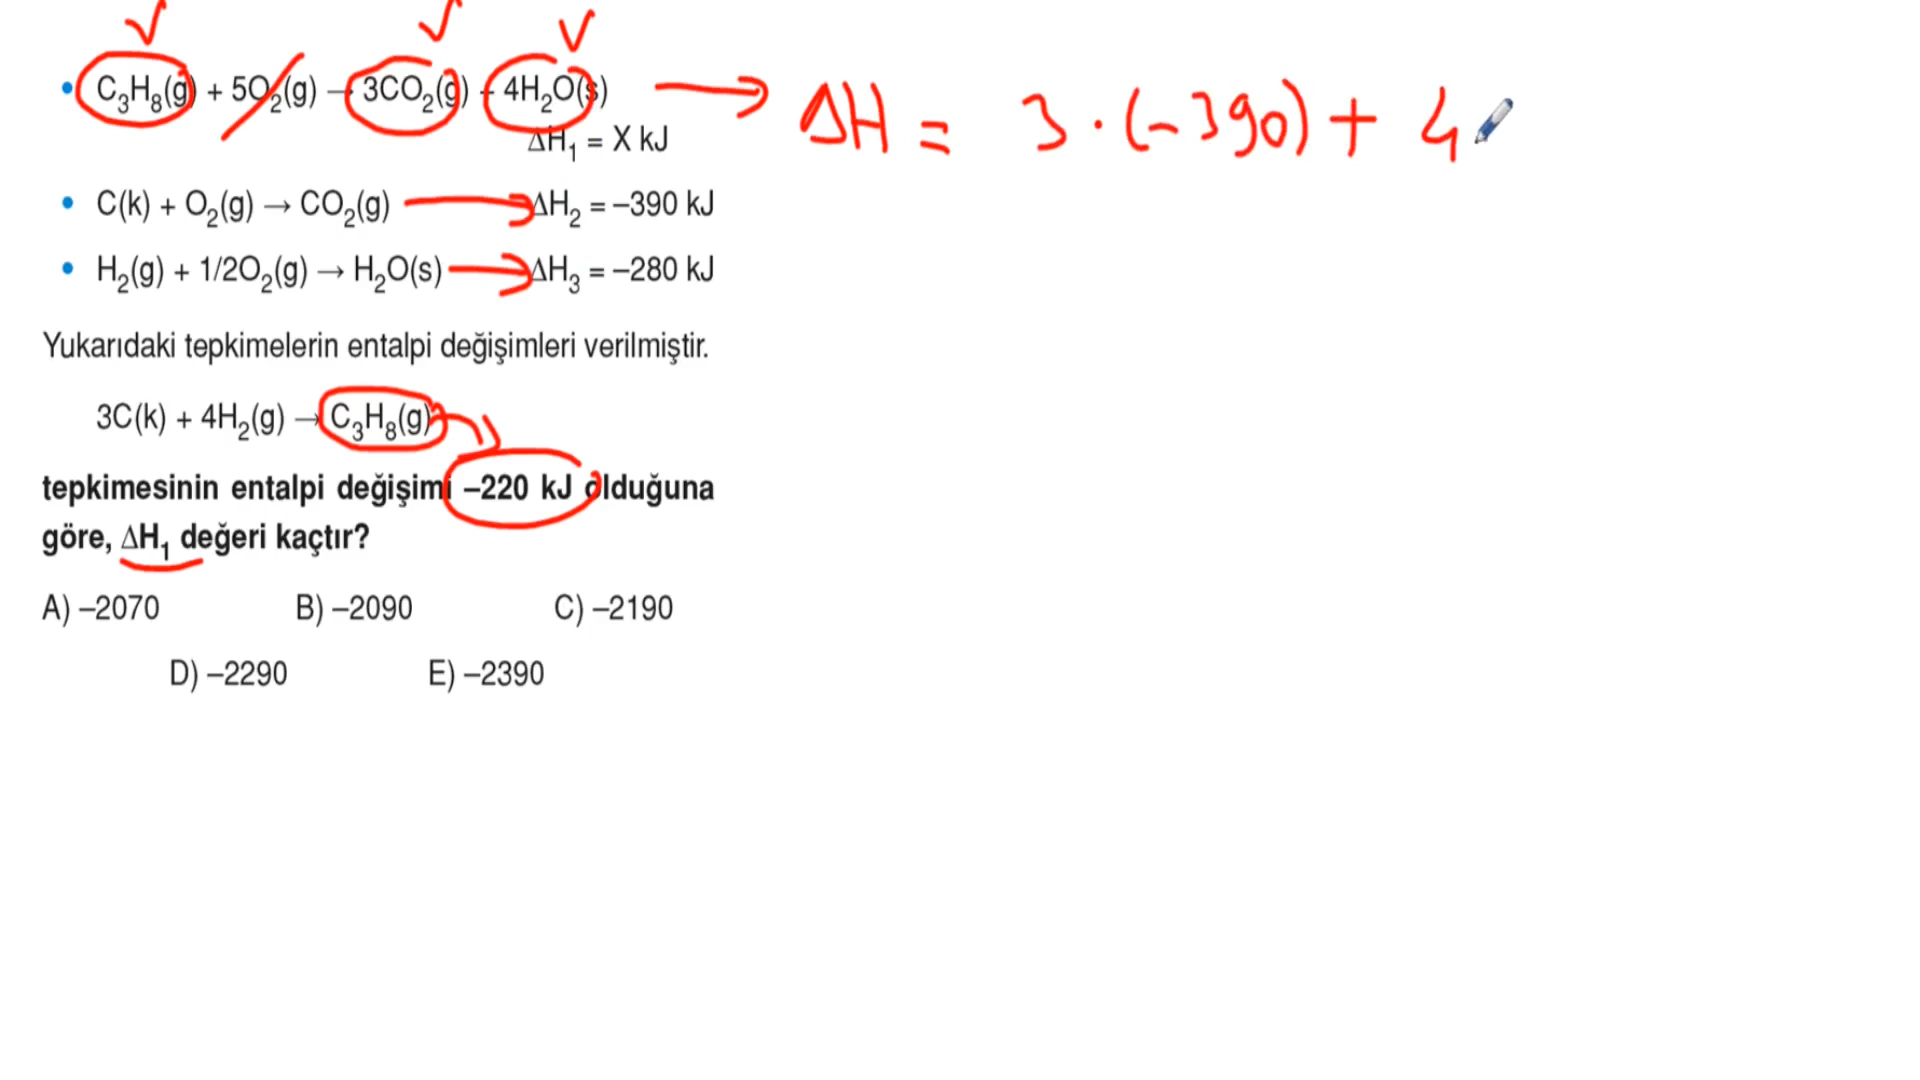 • C₃H₈(g) + 5O₂(g) → 3CO₂(g) + 4H₂O(s)
ΔH₁ = X kJ
ΔH = 3·(-390) + 4
• C(k) + O₂(g) → CO₂(g) ΔH₂ = –390 kJ
• H₂(g) + 1/2O₂(g) → H₂O(s) ΔH₃ = –280 kJ
Yukarıdaki tepkimelerin entalpi değişimleri verilmiştir.
3C(k) + 4H₂(g) → C₃H₈(g)
tepkimesinin entalpi değişimi –220 kJ olduğuna
göre, ΔH₁ değeri kaçtır?
A) –2070 B) –2090 C) –2190
D) –2290 E) –2390